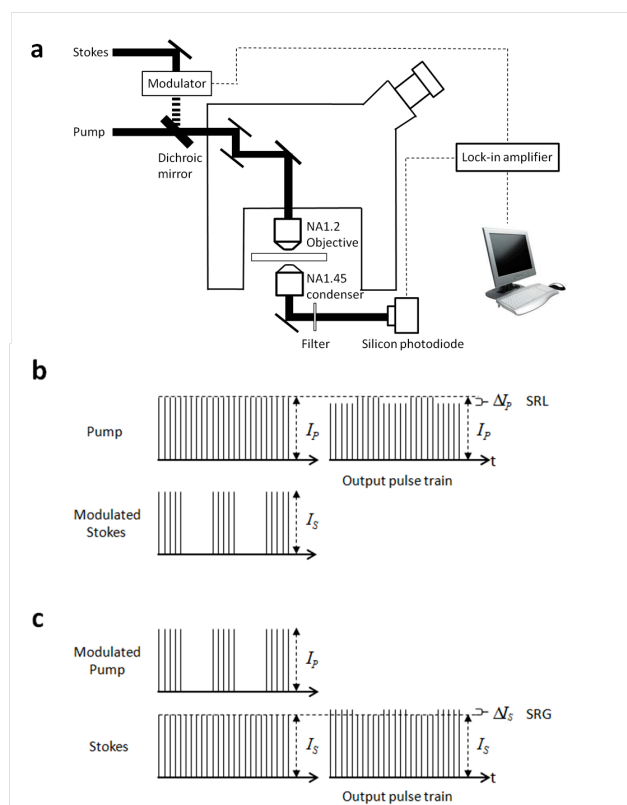 a
Stokes
Modulator
Pump
Dichroic
mirror
Lock-in amplifier
NA1.2
Objective
NA1.45
condenser
Filter
Silicon photodiode
b
Pump
I_P
ΔI_P SRL
I_P
t
Output pulse train
Modulated
Stokes
I_S
c
Modulated
Pump
I_P
Stokes
I_S
ΔI_S SRG
I_S
t
Output pulse train